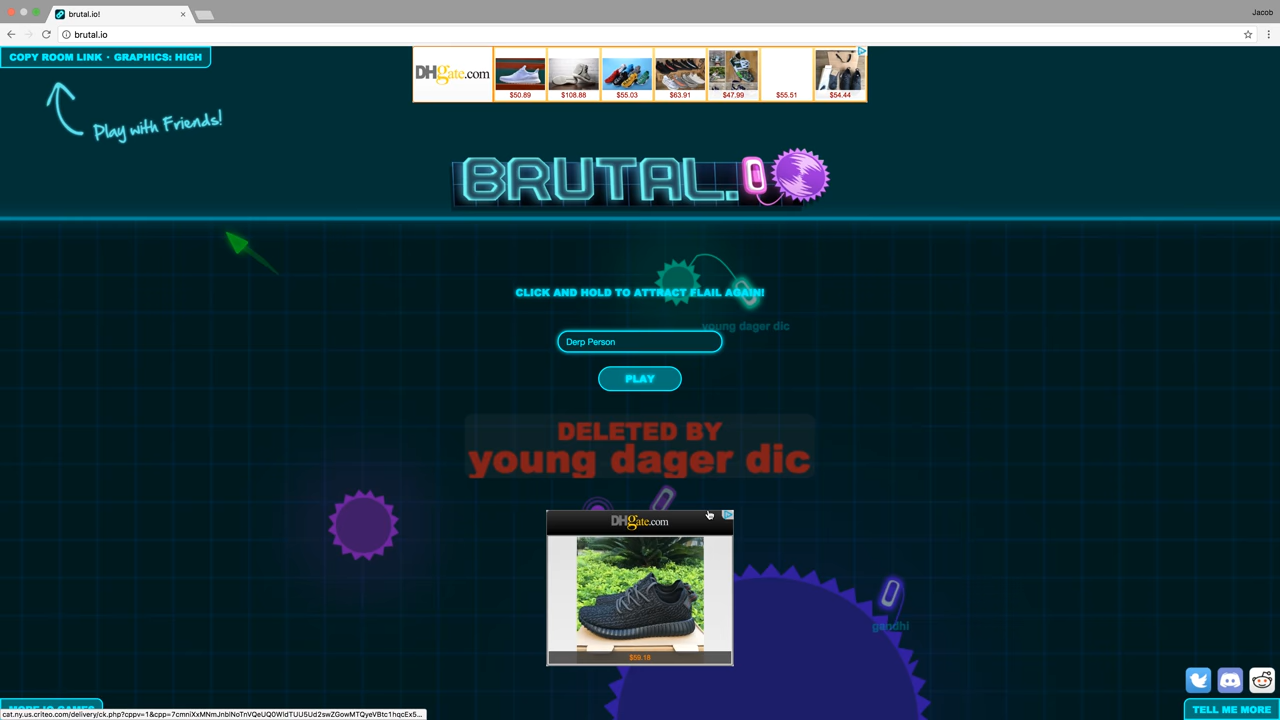 brutal.io!
Jacob
brutal.io
COPY ROOM LINK · GRAPHICS: HIGH
Play with Friends!
DHgate.com
$50.89
$108.88
$55.03
$63.91
$47.99
$55.51
$54.44
BRUTAL.IO
CLICK AND HOLD TO ATTRACT FLAIL AGAIN!
young dager dic
Derp Person
PLAY
DELETED BY
young dager dic
DHgate.com
$59.18
gandhi
MORE IO GAMES
TELL ME MORE